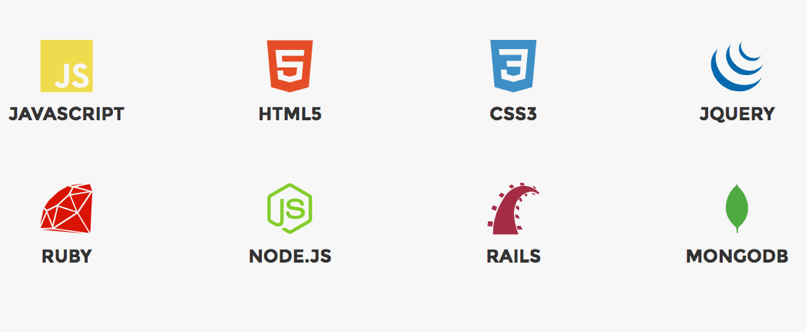 JS
5
3
JAVASCRIPT
HTML5
CSS3
JQUERY
JS
RUBY
NODE.JS
RAILS
MONGODB